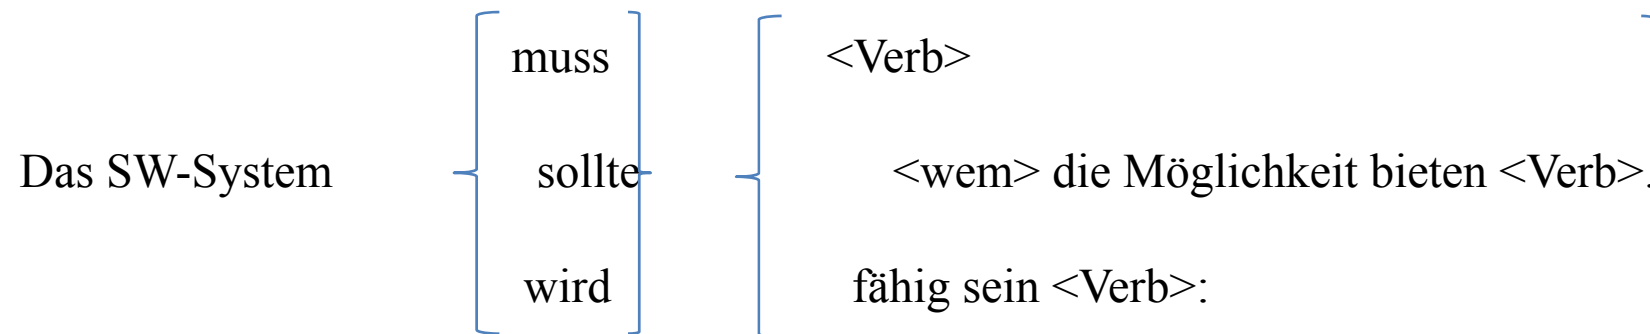 muss <Verb>
Das SW-System sollte <wem> die Möglichkeit bieten <Verb>.
wird fähig sein <Verb>: